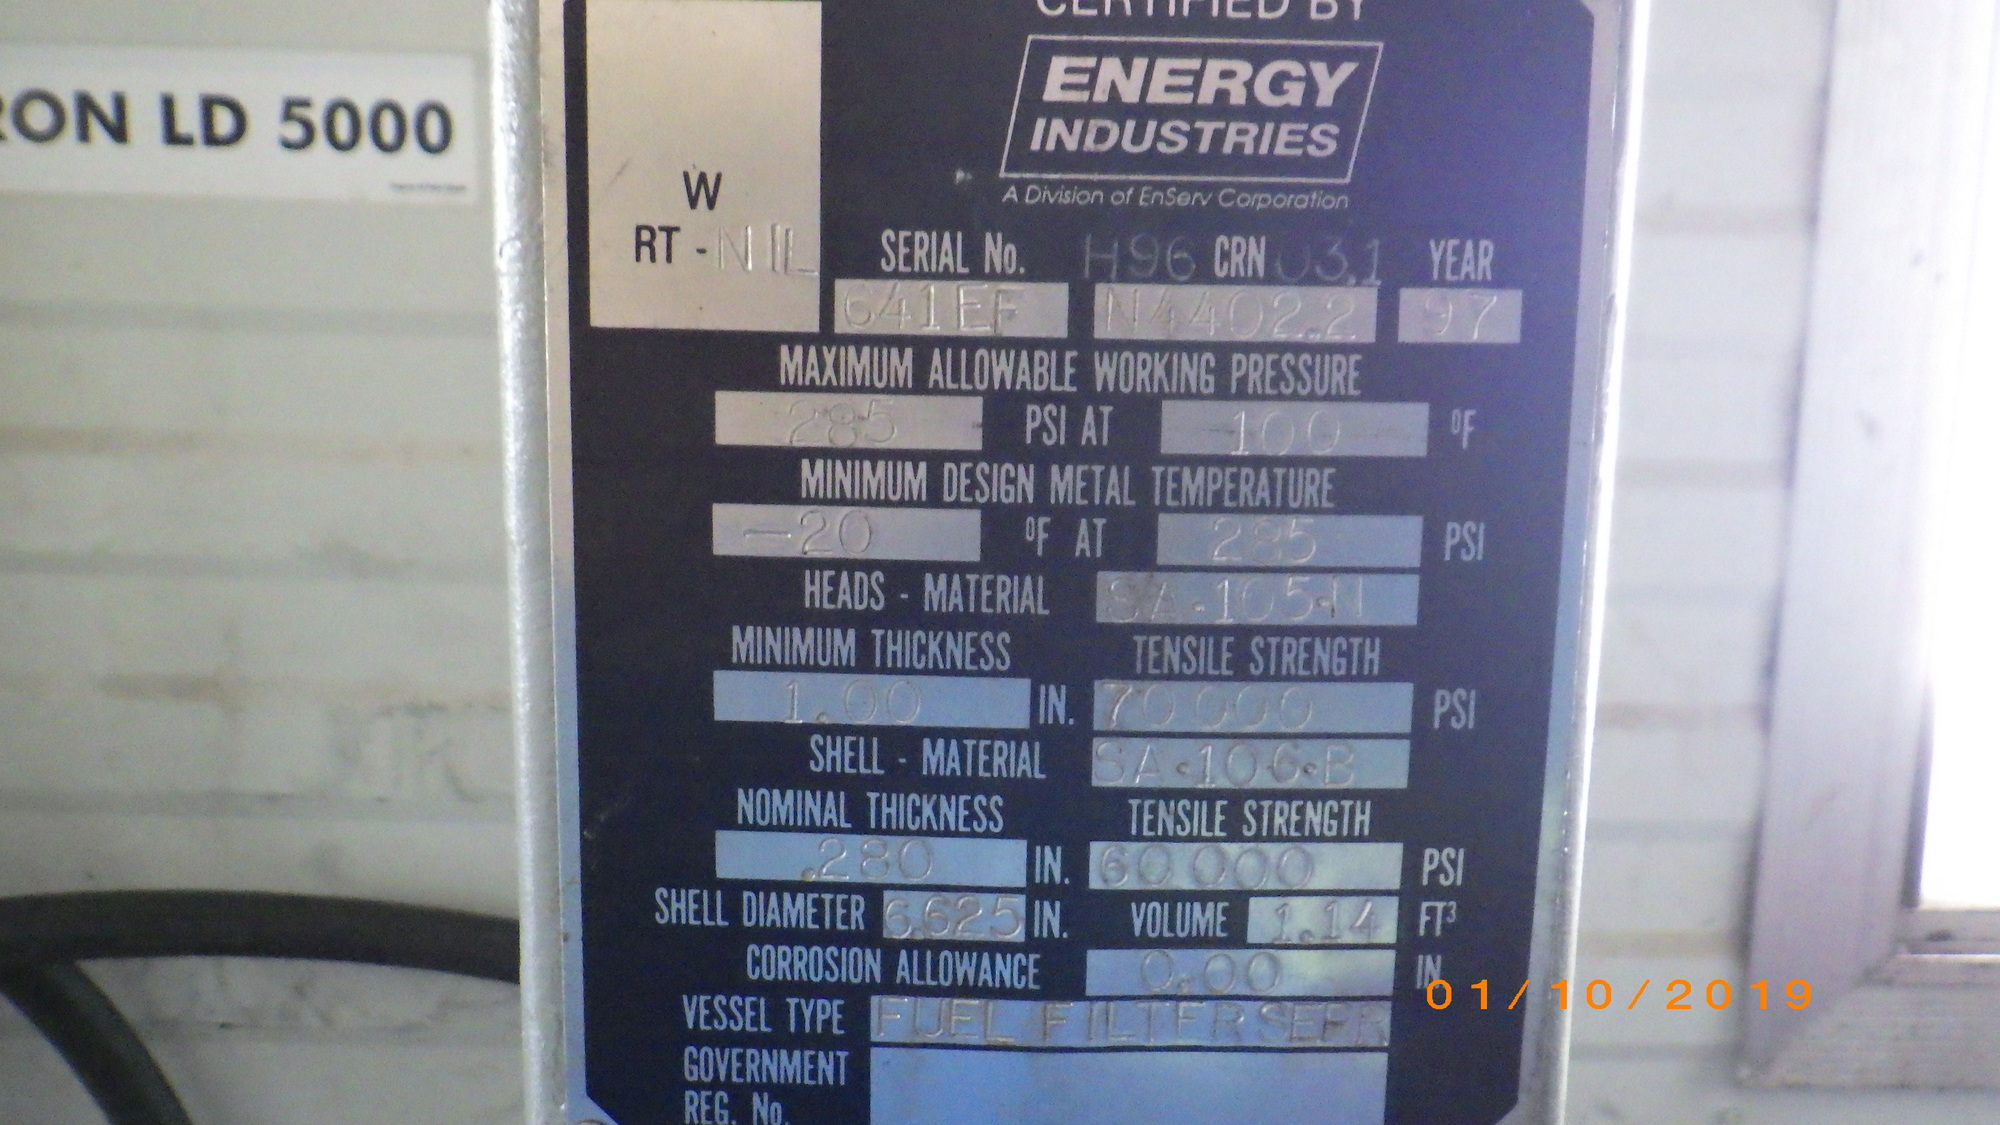 CERTIFIED BY
ENERGY
INDUSTRIES
A Division of EnServ Corporation
RON LD 5000
W
RT - NIL
SERIAL No. H96 CRN 03.1 YEAR
641EF N4402.2 97
MAXIMUM ALLOWABLE WORKING PRESSURE
285 PSI AT 100 °F
MINIMUM DESIGN METAL TEMPERATURE
-20 °F AT 285 PSI
HEADS - MATERIAL SA.105-N
MINIMUM THICKNESS TENSILE STRENGTH
1.00 IN. 70000 PSI
SHELL - MATERIAL SA.106.B
NOMINAL THICKNESS TENSILE STRENGTH
.280 IN. 60000 PSI
SHELL DIAMETER 6.625 IN. VOLUME 1.14 FT³
CORROSION ALLOWANCE 0.00 IN
VESSEL TYPE FUEL FILTER SEPR
GOVERNMENT
REG. No.
01/10/2019